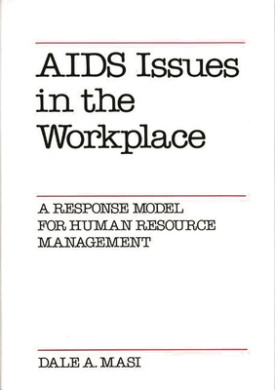 AIDS Issues
in the
Workplace
A RESPONSE MODEL
FOR HUMAN RESOURCE
MANAGEMENT
DALE A. MASI